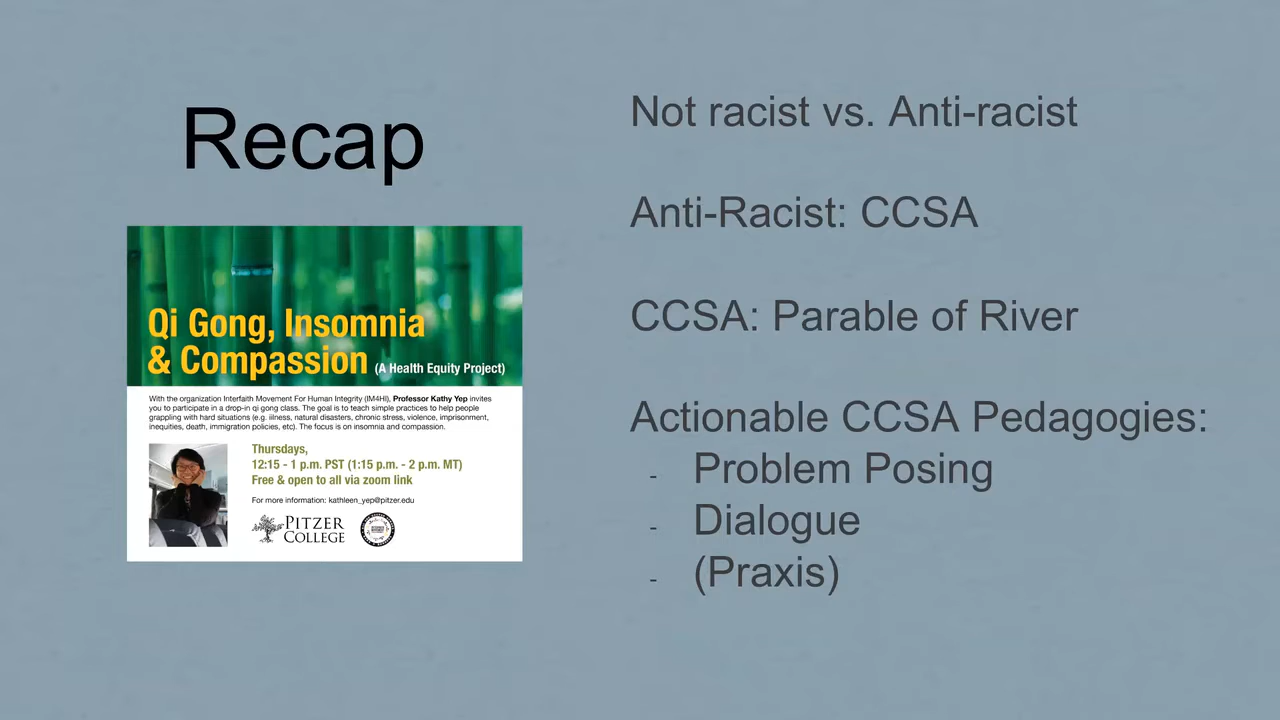 Recap
Qi Gong, Insomnia
& Compassion (A Health Equity Project)
With the organization Interfaith Movement For Human Integrity (IM4HI), Professor Kathy Yep invites
you to participate in a drop-in qi gong class. The goal is to teach simple practices to help people
grappling with hard situations (e.g. illness, natural disasters, chronic stress, violence, imprisonment,
inequities, death, immigration policies, etc). The focus is on insomnia and compassion.
Thursdays,
12:15 - 1 p.m. PST (1:15 p.m. - 2 p.m. MT)
Free & open to all via zoom link
For more information: kathleen_yep@pitzer.edu
PITZER
COLLEGE
Not racist vs. Anti-racist
Anti-Racist: CCSA
CCSA: Parable of River
Actionable CCSA Pedagogies:
- Problem Posing
- Dialogue
- (Praxis)